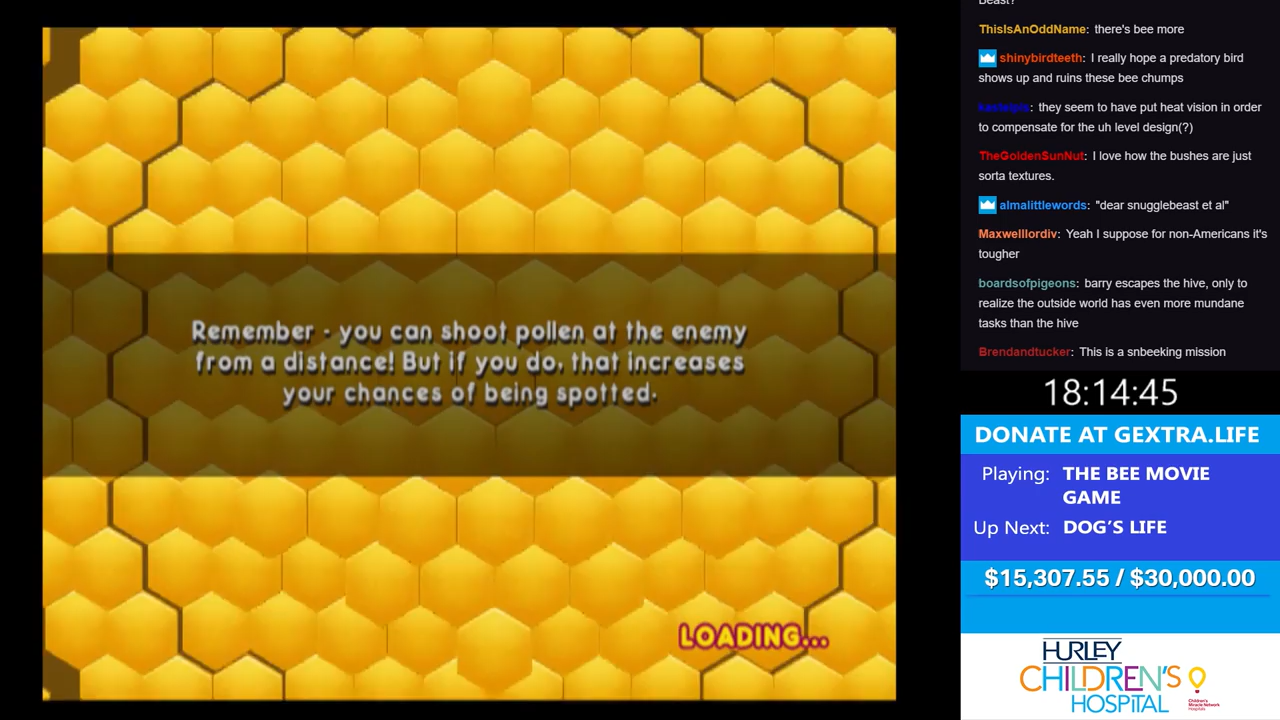 Beast?
ThisIsAnOddName: there's bee more
shinybirdteeth: I really hope a predatory bird
shows up and ruins these bee chumps
: they seem to have put heat vision in order
to compensate for the uh level design(?)
TheGoldenSunNut: I love how the bushes are just
sorta textures.
almalittlewords: "dear snugglebeast et al"
Maxwelllordiv: Yeah I suppose for non-Americans it's
tougher
boardsofpigeons: barry escapes the hive, only to
realize the outside world has even more mundane
tasks than the hive
Brendandtucker: This is a snbeeking mission
Remember - you can shoot pollen at the enemy
from a distance! But if you do, that increases
your chances of being spotted.
LOADING...
18:14:45
DONATE AT GEXTRA.LIFE
Playing: THE BEE MOVIE
GAME
Up Next: DOG'S LIFE
$15,307.55 / $30,000.00
HURLEY
CHILDREN'S
HOSPITAL
Children's
Miracle Network
Hospitals